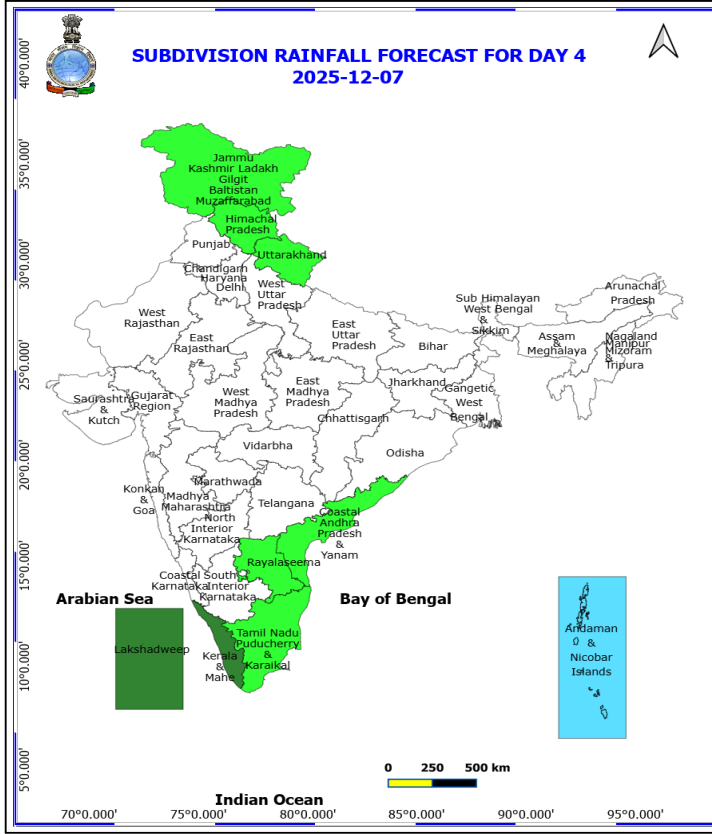 SUBDIVISION RAINFALL FORECAST FOR DAY 4
2025-12-07
40°0.000'
35°0.000'
30°0.000'
25°0.000'
20°0.000'
15°0.000'
10°0.000'
5°0.000'
Jammu
Kashmir Ladakh
Gilgit
Baltistan
Muzaffarabad
Himachal
Pradesh
Punjab
Uttarakhand
Chandigarh
Haryana
Delhi
West
Uttar
Pradesh
West
Rajasthan
East
Rajasthan
East
Uttar
Pradesh
Bihar
Sub Himalayan
West Bengal
&
Sikkim
Arunachal
Pradesh
Assam
&
Meghalaya
Nagaland
Manipur
Mizoram
&
Tripura
Saurashtra
&
Kutch
Gujarat
Region
West
Madhya
Pradesh
East
Madhya
Pradesh
Jharkhand
Gangetic
West
Bengal
Chhattisgarh
Vidarbha
Odisha
Konkan
&
Goa
Marathwada
Madhya
Maharashtra
North
Interior
Karnataka
Telangana
Coastal
Andhra
Pradesh
&
Yanam
Rayalaseema
Coastal
Karnataka
South
Interior
Karnataka
Arabian Sea
Bay of Bengal
Lakshadweep
Kerala
&
Mahe
Tamil Nadu
Puducherry
&
Karaikal
Andaman
&
Nicobar
Islands
0 250 500 km
Indian Ocean
70°0.000' 75°0.000' 80°0.000' 85°0.000' 90°0.000' 95°0.000'